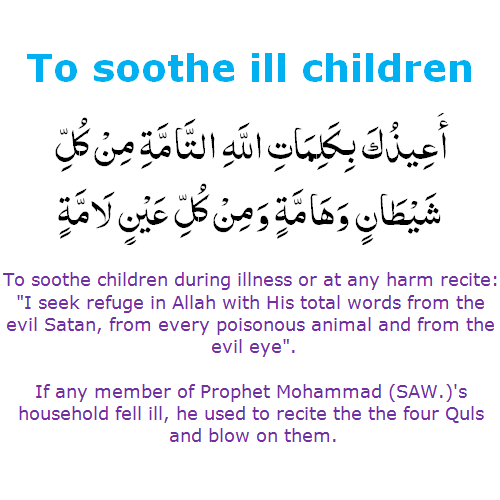 To soothe ill children
أَعِيذُكَ بِكَلِمَاتِ اللَّهِ التَّامَّةِ مِنْ كُلِّ
شَيْطَانٍ وَهَامَّةٍ وَمِنْ كُلِّ عَيْنٍ لَامَّةٍ
To soothe children during illness or at any harm recite:
"I seek refuge in Allah with His total words from the
evil Satan, from every poisonous animal and from the
evil eye".
If any member of Prophet Mohammad (SAW.)'s
household fell ill, he used to recite the the four Quls
and blow on them.